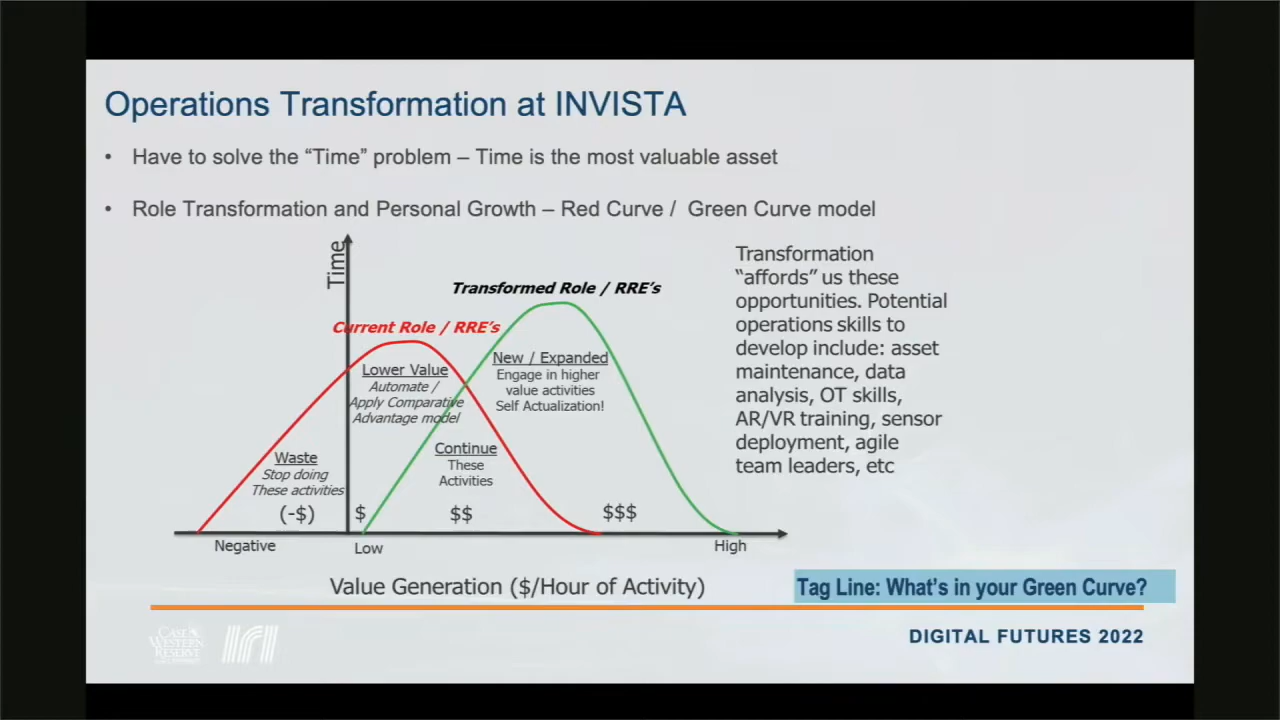 Operations Transformation at INVISTA
• Have to solve the “Time” problem – Time is the most valuable asset
• Role Transformation and Personal Growth – Red Curve / Green Curve model
Time
Transformed Role / RRE’s
Current Role / RRE’s
Lower Value
Automate /
Apply Comparative
Advantage model
New / Expanded
Engage in higher
value activities
Self Actualization!
Waste
Stop doing
These activities
Continue
These
Activities
(-$)
$
$$
$$$
Negative
Low
High
Value Generation ($/Hour of Activity)
Transformation
“affords” us these
opportunities. Potential
operations skills to
develop include: asset
maintenance, data
analysis, OT skills,
AR/VR training, sensor
deployment, agile
team leaders, etc
Tag Line: What’s in your Green Curve?
CASE
WESTERN
RESERVE
iri
DIGITAL FUTURES 2022